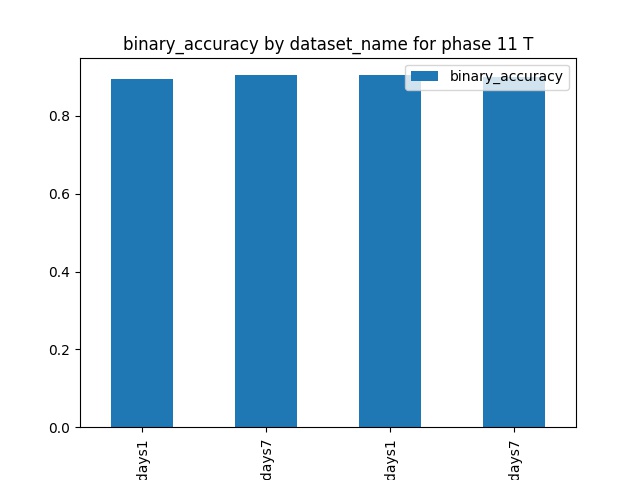 binary_accuracy by dataset_name for phase 11 T
binary_accuracy
0.8
0.6
0.4
0.2
0.0
days1
days7
days1
days7